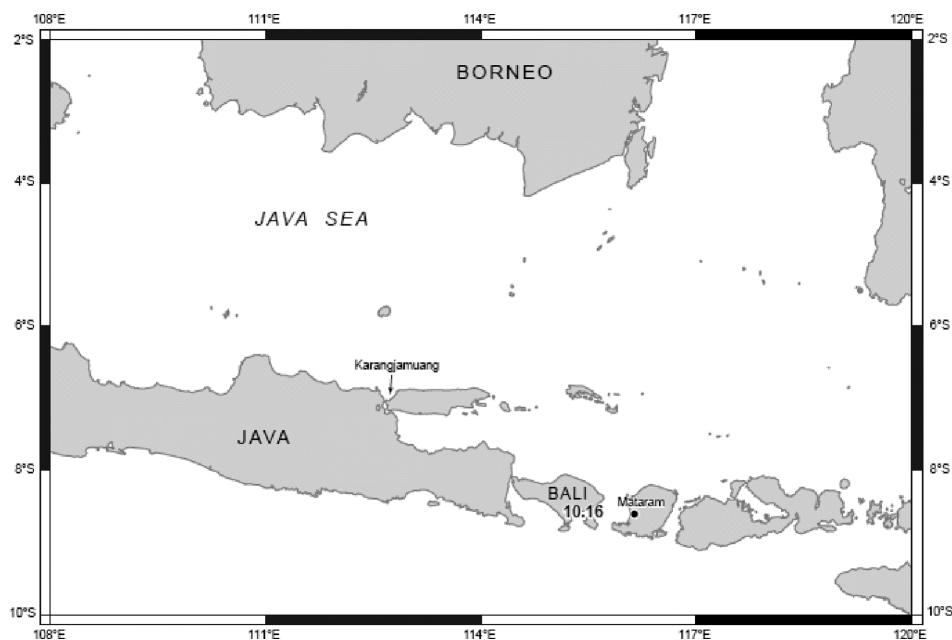 108°E 111°E 114°E 117°E 120°E
2°S 2°S
BORNEO
4°S 4°S
JAVA SEA
6°S 6°S
Karangjamuang
JAVA
8°S 8°S
BALI
Mataram
10:16
10°S 10°S
108°E 111°E 114°E 117°E 120°E